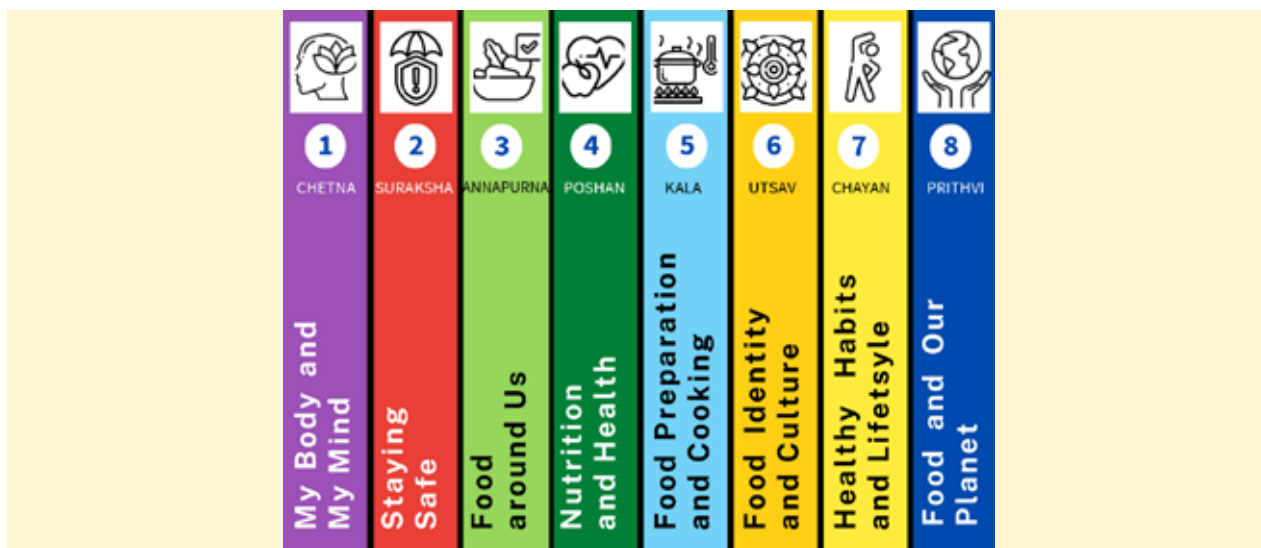 1
CHETNA
My Body and
My Mind
2
SURAKSHA
Staying
Safe
3
ANNAPURNA
Food
around Us
4
POSHAN
Nutrition
and Health
5
KALA
Food Preparation
and Cooking
6
UTSAV
Food Identity
and Culture
7
CHAYAN
Healthy Habits
and Lifetsyle
8
PRITHVI
Food and Our
Planet